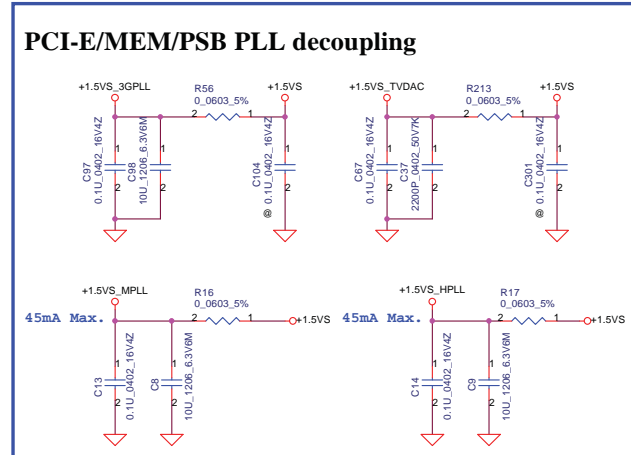 PCI-E/MEM/PSB PLL decoupling
+1.5VS_3GPLL
R56
0_0603_5%
+1.5VS
2
1
C97
0.1U_0402_16V4Z
1
2
C98
10U_1206_6.3V6M
1
2
C104
0.1U_0402_16V4Z
1
2
@
+1.5VS_TVDAC
R213
0_0603_5%
+1.5VS
2
1
C67
0.1U_0402_16V4Z
1
2
C37
2200P_0402_50V7K
1
2
C301
0.1U_0402_16V4Z
1
2
@
+1.5VS_MPLL
R16
0_0603_5%
45mA Max.
2
1
+1.5VS
C13
0.1U_0402_16V4Z
1
2
C8
10U_1206_6.3V6M
1
2
+1.5VS_HPLL
R17
0_0603_5%
45mA Max.
2
1
+1.5VS
C14
0.1U_0402_16V4Z
1
2
C9
10U_1206_6.3V6M
1
2